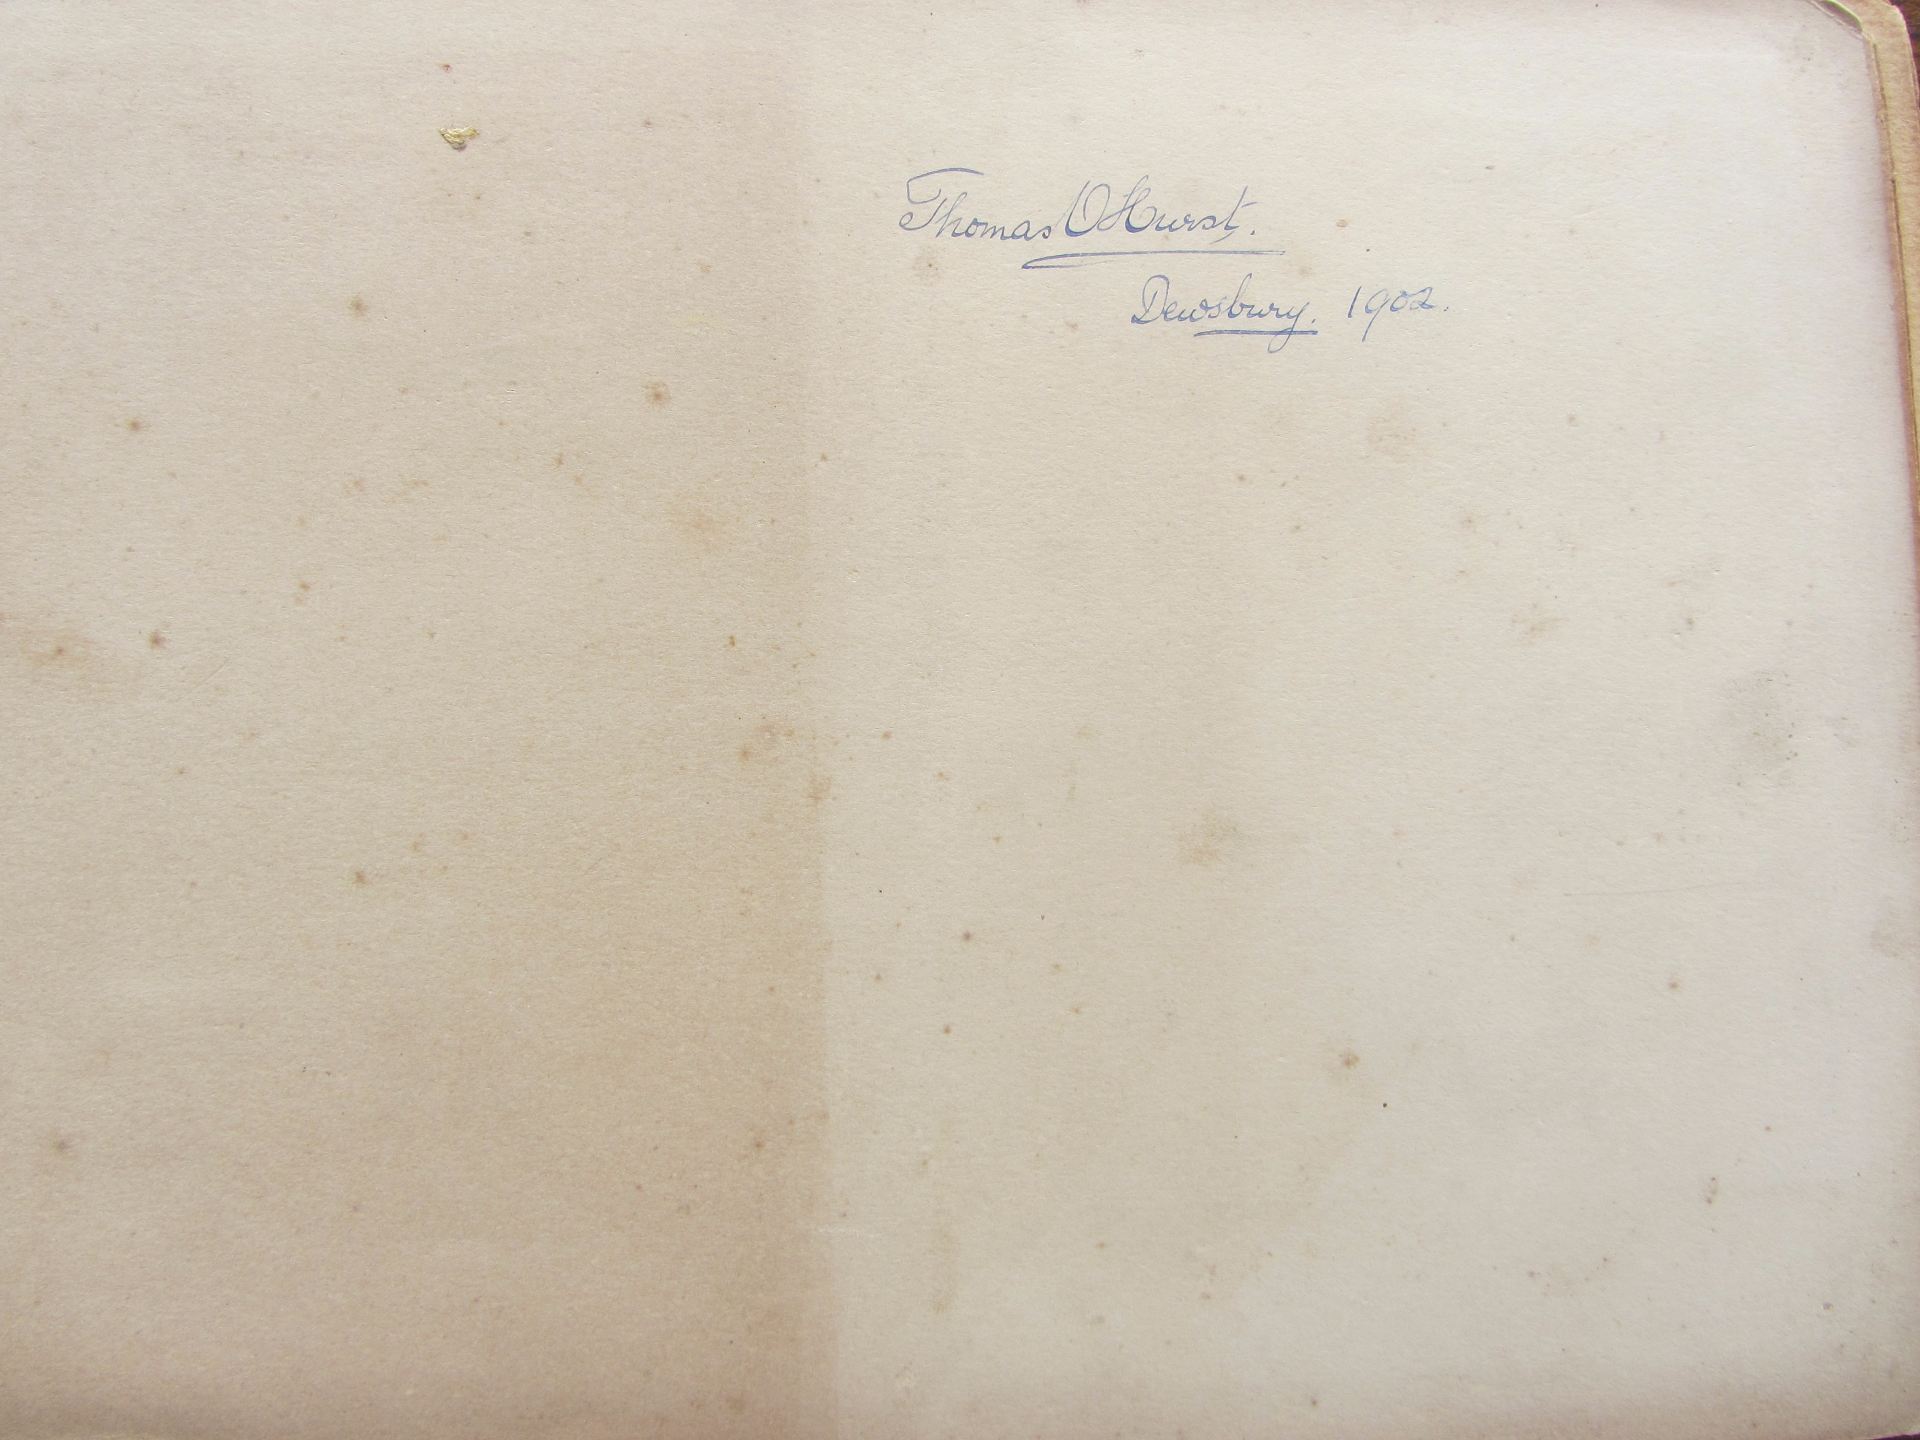 Thomas O Hurst.
Dewsbury. 1902.